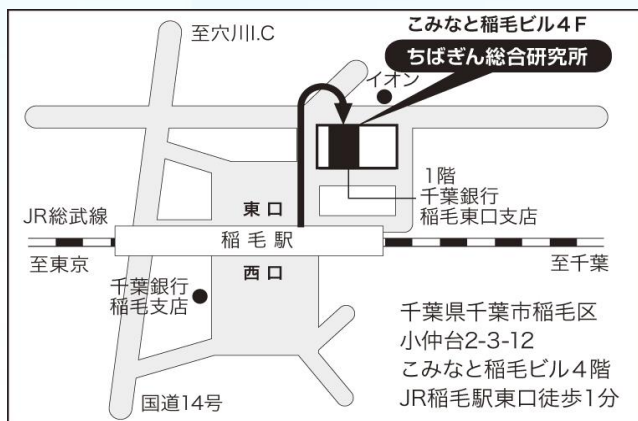 こみなと稲毛ビル４Ｆ
ちばぎん総合研究所
至穴川I.C
イオン
1階
千葉銀行
稲毛東口支店
東口
JR総武線
稲毛駅
至東京
至千葉
西口
千葉銀行
稲毛支店
国道14号
千葉県千葉市稲毛区
小仲台2-3-12
こみなと稲毛ビル４階
JR稲毛駅東口徒歩1分